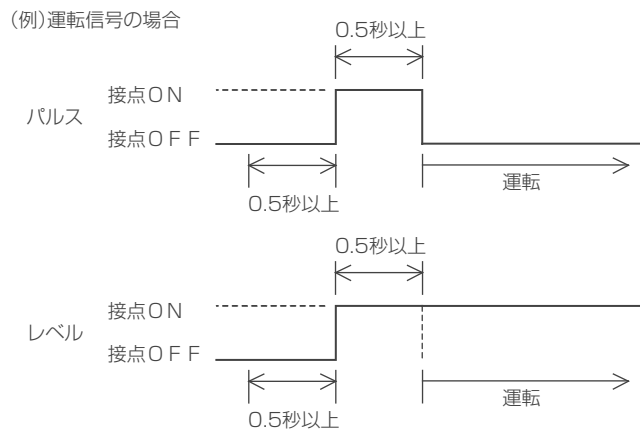 (例)運転信号の場合
0.5秒以上
パルス
接点ON
接点OFF
0.5秒以上
運転
0.5秒以上
レベル
接点ON
接点OFF
0.5秒以上
運転